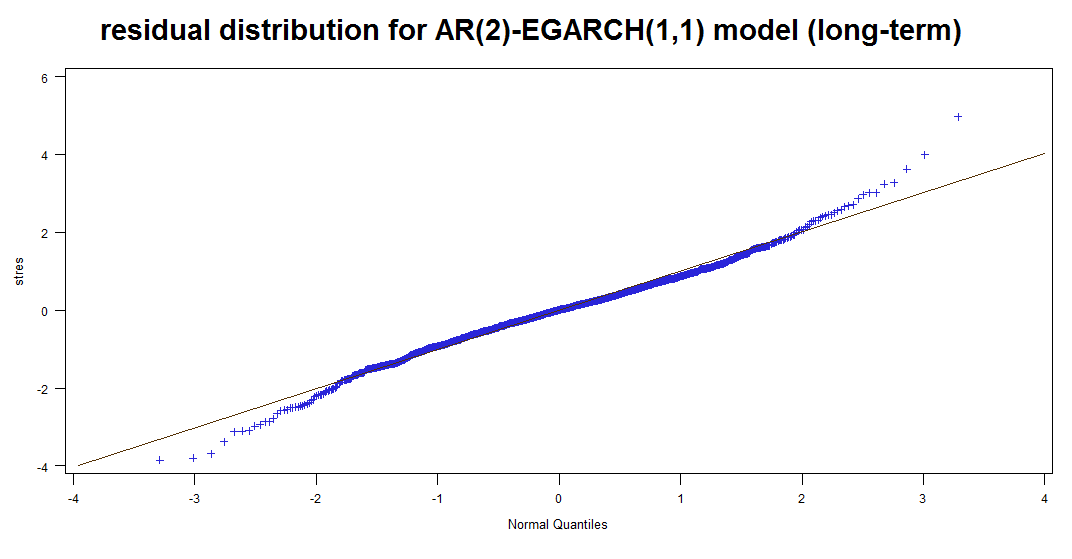 residual distribution for AR(2)-EGARCH(1,1) model (long-term)
6
4
2
0
-2
-4
stres
-4 -3 -2 -1 0 1 2 3 4
Normal Quantiles